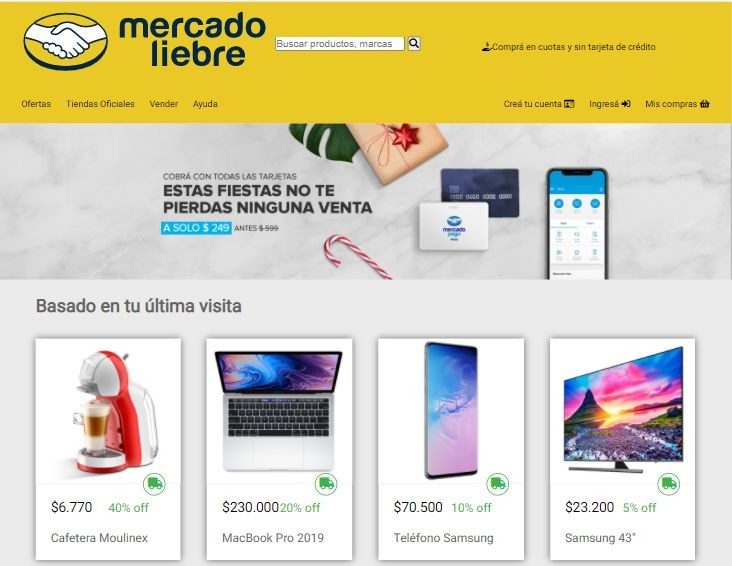 mercado
liebre
Buscar productos, marcas
Comprá en cuotas y sin tarjeta de crédito
Ofertas Tiendas Oficiales Vender Ayuda Creá tu cuenta Ingresá Mis compras
COBRÁ CON TODAS LAS TARJETAS
ESTAS FIESTAS NO TE
PIERDAS NINGUNA VENTA
A SOLO $ 249 ANTES $ 599
mercado
pago
Basado en tu última visita
$6.770 40% off
Cafetera Moulinex
$230.000 20% off
MacBook Pro 2019
$70.500 10% off
Teléfono Samsung
$23.200 5% off
Samsung 43"